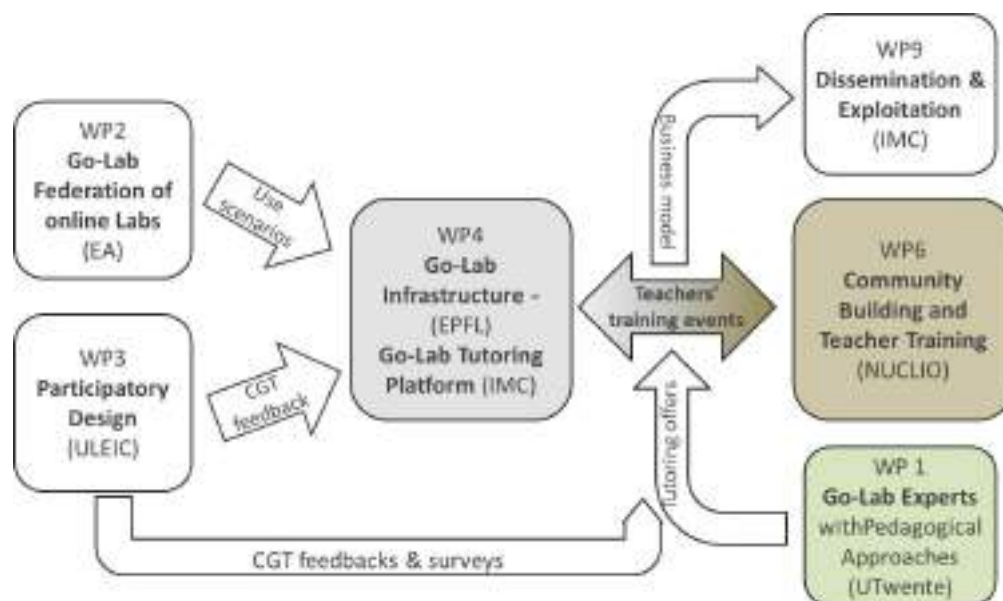 WP2
Go-Lab
Federation of
online Labs
(EA)
Use
scenarios
WP3
Participatory
Design
(ULEIC)
CGT
feedback
WP4
Go-Lab
Infrastructure -
(EPFL)
Go-Lab Tutoring
Platform (IMC)
Teachers'
training events
Business model
Tutoring offers
CGT feedbacks & surveys
WP9
Dissemination &
Exploitation
(IMC)
WP6
Community
Building and
Teacher Training
(NUCLIO)
WP 1
Go-Lab Experts
withPedagogical
Approaches
(UTwente)